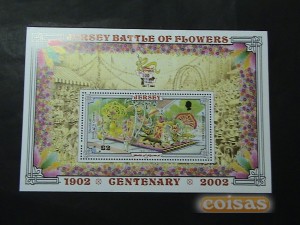 JERSEY BATTLE OF FLOWERS
JERSEY
£2
1902 CENTENARY 2002
coisas